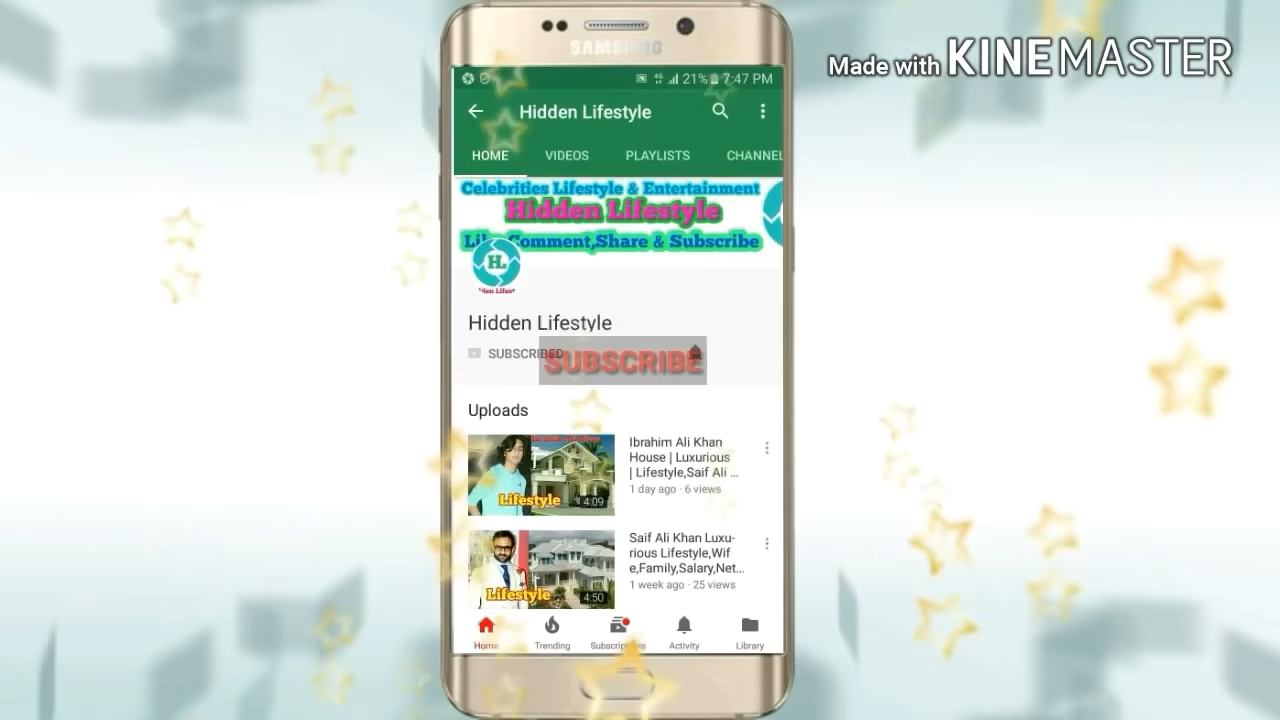 Made with KINEMASTER
SAMSUNG
21% 7:47 PM
Hidden Lifestyle
HOME VIDEOS PLAYLISTS CHANNEL
Celebrities Lifestyle & Entertainment
Hidden Lifestyle
Comment,Share & Subscribe
HL
Hidden Lifestyle
SUBSCRIBED
SUBSCRIBE
Uploads
Lifestyle
4:09
Ibrahim Ali Khan
House | Luxurious
| Lifestyle,Saif Ali ...
1 day ago · 6 views
Lifestyle
4:50
Saif Ali Khan Luxu-
rious Lifestyle,Wif
e,Family,Salary,Net...
1 week ago · 25 views
Home Trending Activity Library